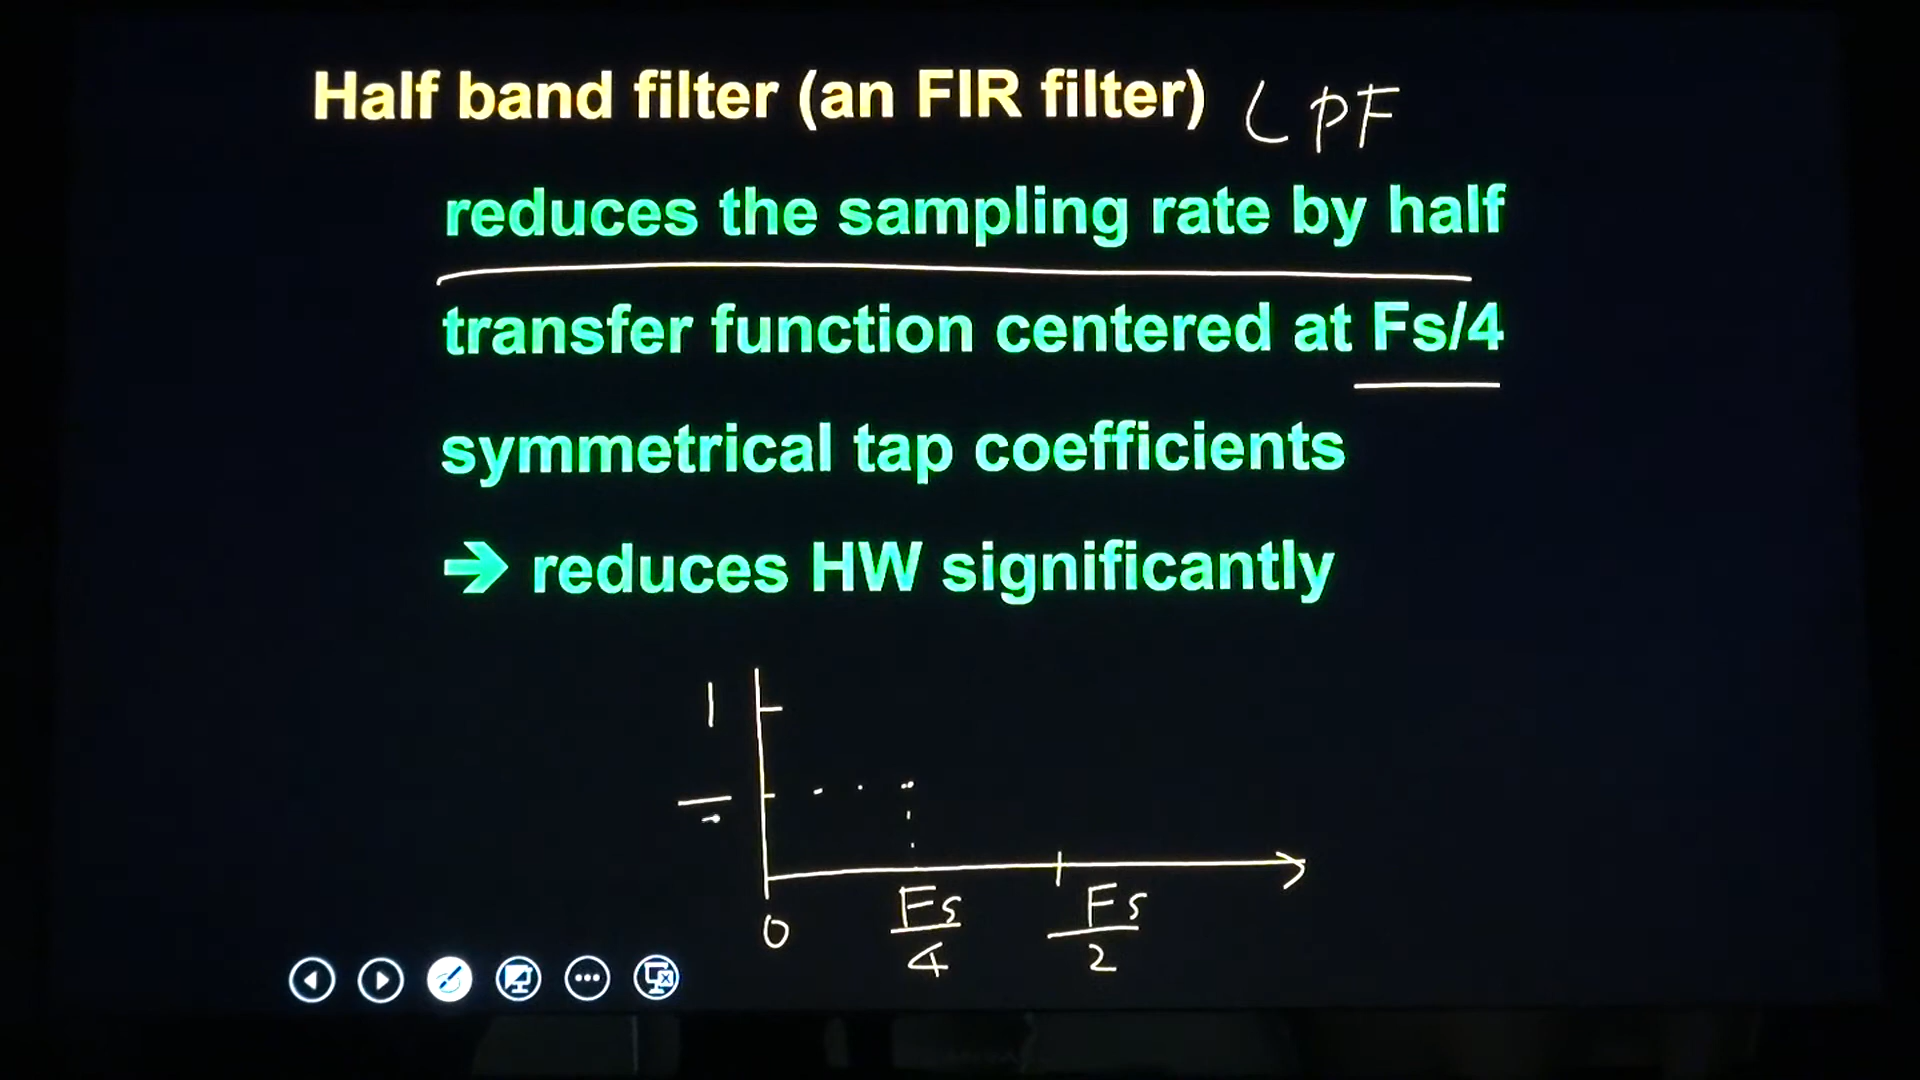 Half band filter (an FIR filter) LPF
reduces the sampling rate by half
transfer function centered at Fs/4
symmetrical tap coefficients
➔ reduces HW significantly
1
0
Fs/4
Fs/2